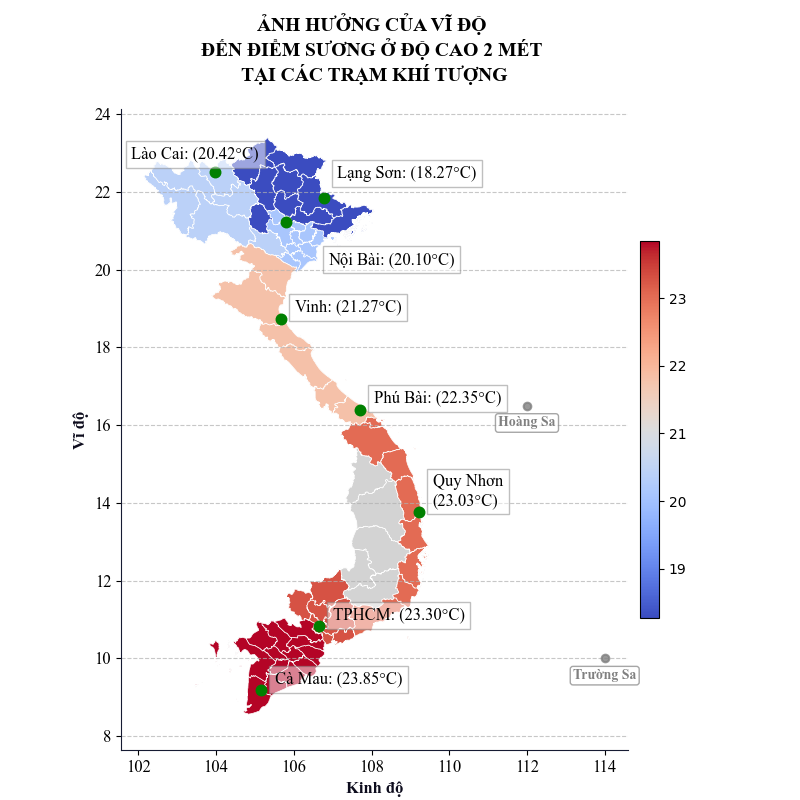 ẢNH HƯỞNG CỦA VĨ ĐỘ
ĐẾN ĐIỂM SƯƠNG Ở ĐỘ CAO 2 MÉT
TẠI CÁC TRẠM KHÍ TƯỢNG
24
Lào Cai: (20.42°C)
Lạng Sơn: (18.27°C)
22
Nội Bài: (20.10°C)
20
Vinh: (21.27°C)
18
Phú Bài: (22.35°C)
Hoàng Sa
16
Vĩ độ
Quy Nhơn
(23.03°C)
14
12
TPHCM: (23.30°C)
10
Trường Sa
Cà Mau: (23.85°C)
8
102 104 106 108 110 112 114
Kinh độ
23
22
21
20
19